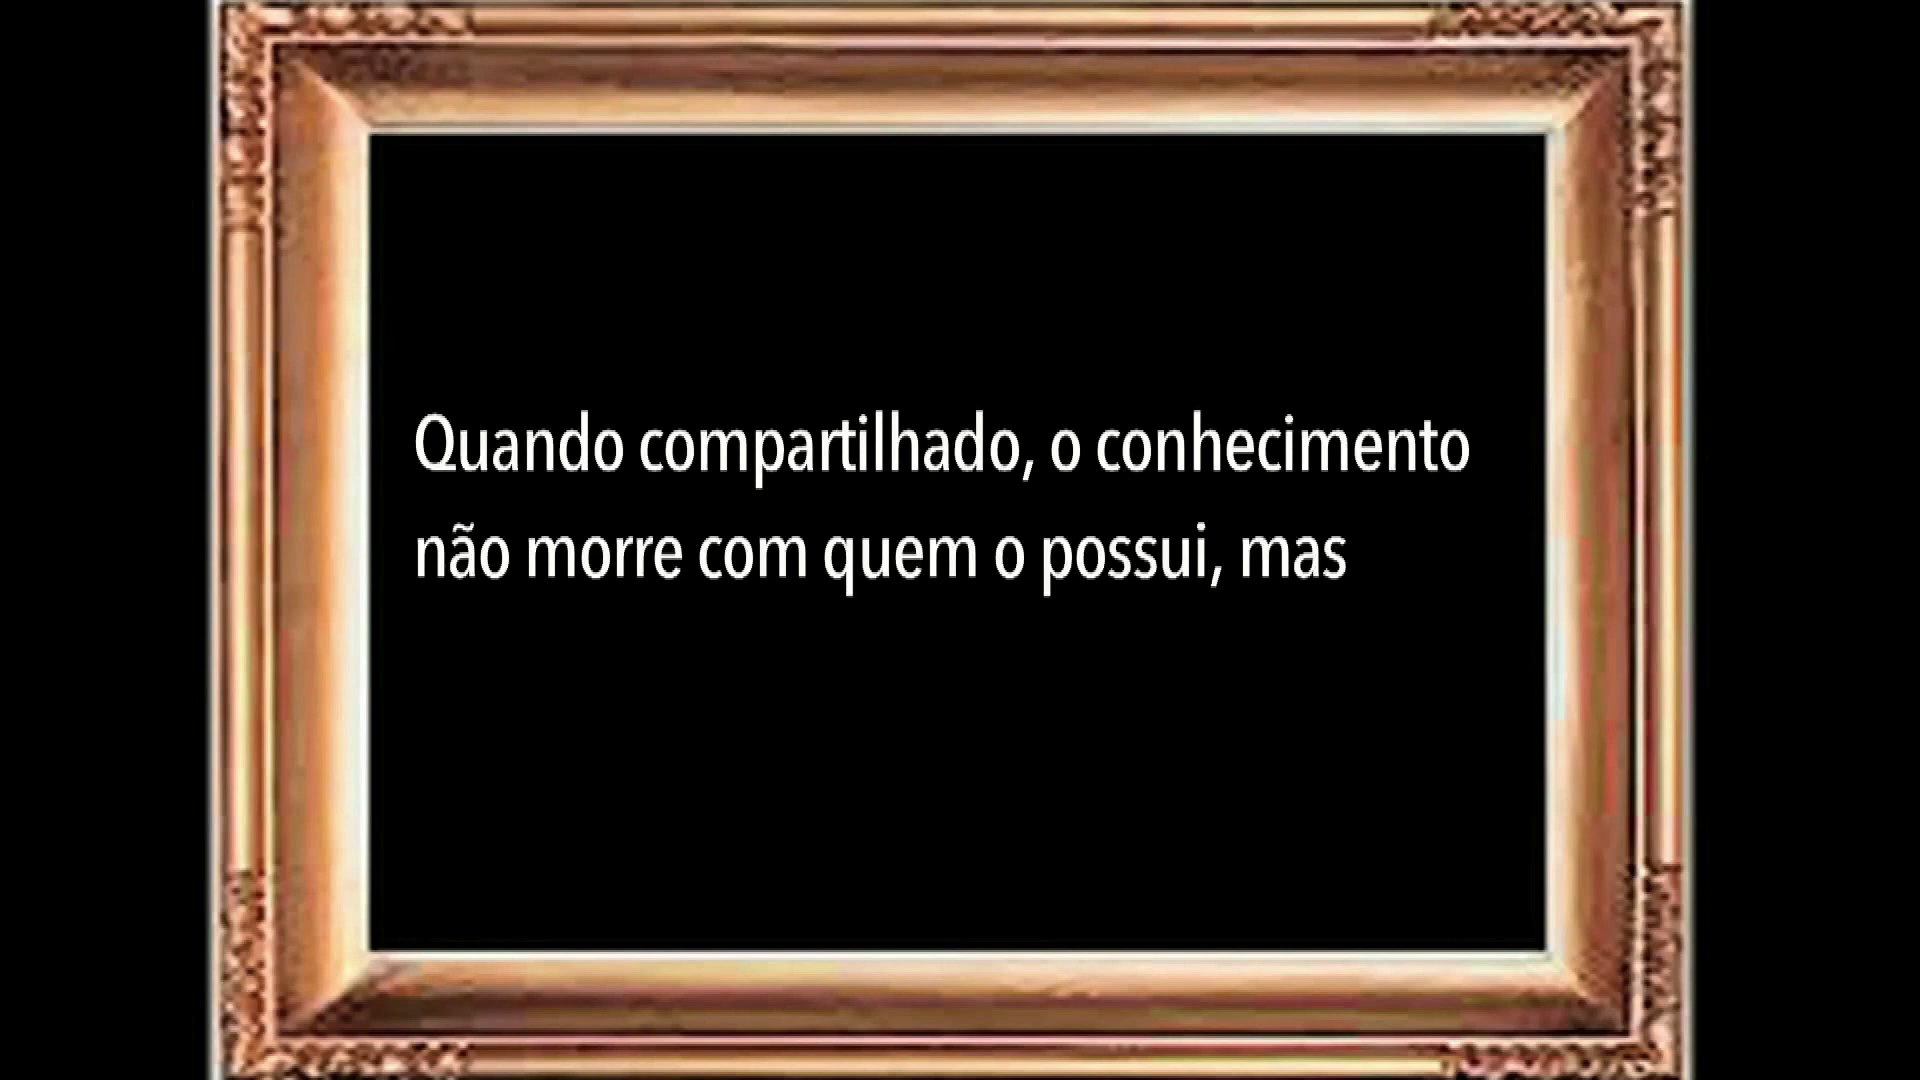 Quando compartilhado, o conhecimento
não morre com quem o possui, mas